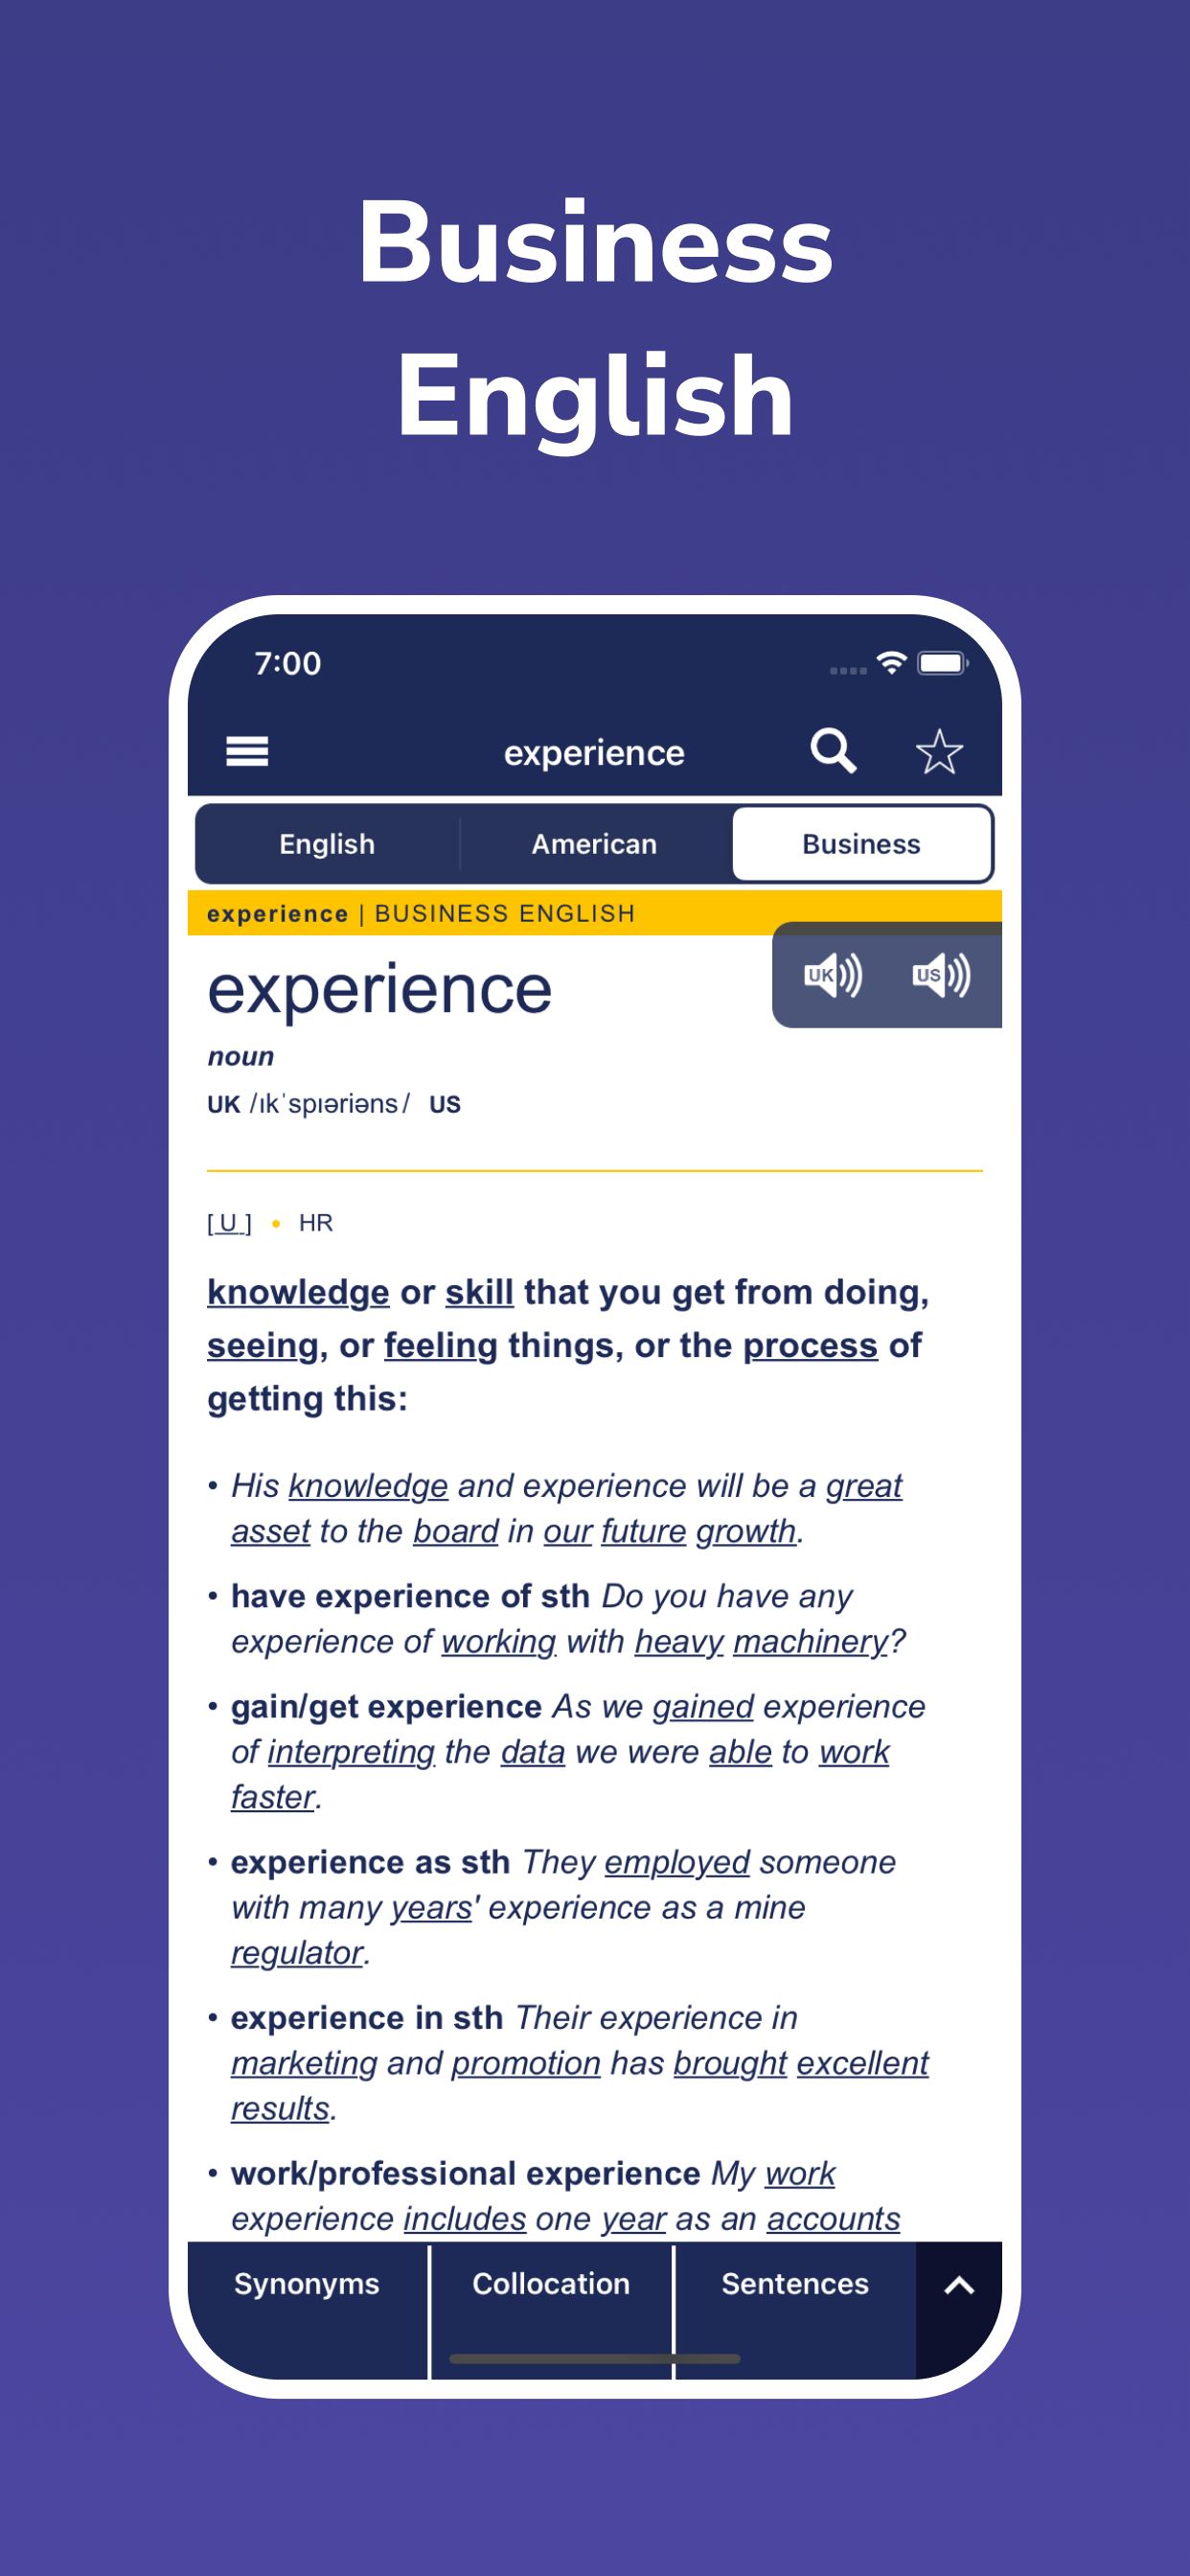 Business
English
7:00
experience
English American Business
experience | BUSINESS ENGLISH
experience
UK US
noun
UK /ɪkˈspɪəriəns/ US
[ U ] • HR
knowledge or skill that you get from doing,
seeing, or feeling things, or the process of
getting this:
• His knowledge and experience will be a great
asset to the board in our future growth.
• have experience of sth Do you have any
experience of working with heavy machinery?
• gain/get experience As we gained experience
of interpreting the data we were able to work
faster.
• experience as sth They employed someone
with many years' experience as a mine
regulator.
• experience in sth Their experience in
marketing and promotion has brought excellent
results.
• work/professional experience My work
experience includes one year as an accounts
Synonyms Collocation Sentences